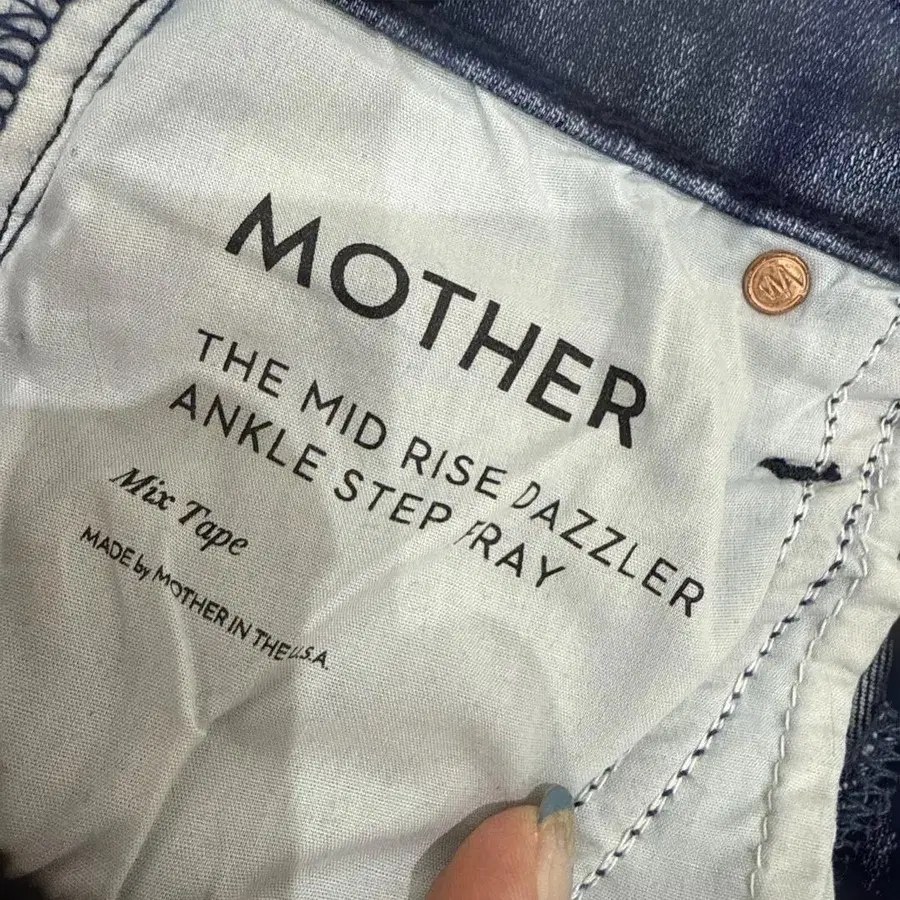 MOTHER
THE MID RISE DAZZLER
ANKLE STEP FRAY
Mix Tape
MADE by MOTHER IN THE U.S.A.